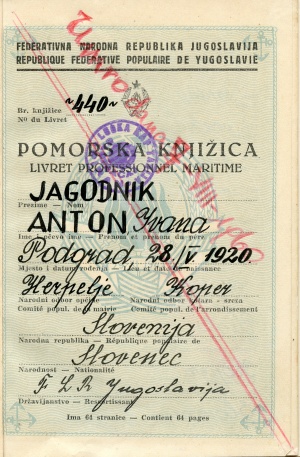 FEDERATIVNA NARODNA REPUBLIKA JUGOSLAVIJA
REPUBLIQUE FEDERATIVE POPULAIRE DE YUGOSLAVIE
Br. knjižice
No du Livret
~440~
POMORSKA KNJIŽICA
LIVRET PROFESSIONNEL MARITIME
JAGODNIK
Prezime — Nom
ANTON Ivana
Ime i očevo ime — Prénom et prénom du père
Podgrad, 28./V. 1920.
Mjesto i datum rođenja — Lieu et date de naissance
Herpelje Koper
Narodni odbor općine Narodni odbor kotara - sreza
Comité popul. de mairie Comité popul. de l'arrondissement
Slovenija
Narodna republika — République populaire de
Slovenec
Narodnost — Nationalité
F. L. R. Jugoslavija
Državljanstvo — Ressortissant
Ima 64 stranice — Contient 64 pages